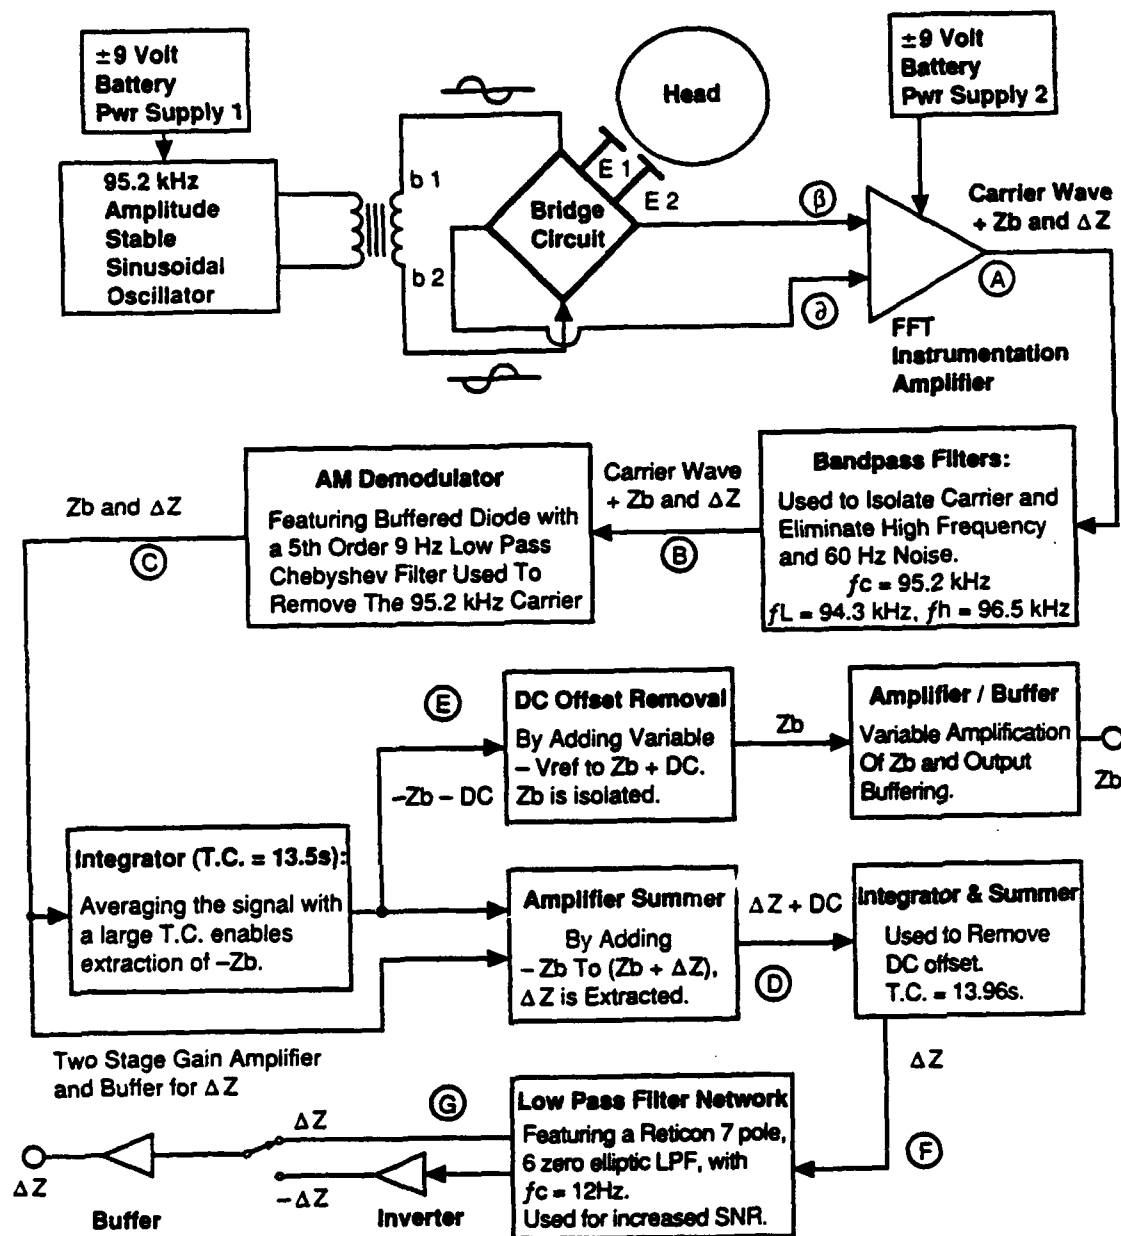 ±9 Volt
Battery
Pwr Supply 1
95.2 kHz
Amplitude
Stable
Sinusoidal
Oscillator
b 1
b 2
Bridge
Circuit
E 1
E 2
Head
β
∂
±9 Volt
Battery
Pwr Supply 2
Carrier Wave
+ Zb and ΔZ
A
FFT
Instrumentation
Amplifier
Bandpass Filters:
Used to Isolate Carrier and
Eliminate High Frequency
and 60 Hz Noise.
fc = 95.2 kHz
fL = 94.3 kHz, fh = 96.5 kHz
Carrier Wave
+ Zb and ΔZ
B
AM Demodulator
Featuring Buffered Diode with
a 5th Order 9 Hz Low Pass
Chebyshev Filter Used To
Remove The 95.2 kHz Carrier
Zb and ΔZ
C
E
–Zb – DC
DC Offset Removal
By Adding Variable
– Vref to Zb + DC.
Zb is isolated.
Zb
Amplifier / Buffer
Variable Amplification
Of Zb and Output
Buffering.
Zb
Integrator (T.C. = 13.5s):
Averaging the signal with
a large T.C. enables
extraction of –Zb.
Amplifier Summer
By Adding
– Zb To (Zb + ΔZ),
ΔZ is Extracted.
ΔZ + DC
D
Integrator & Summer
Used to Remove
DC offset.
T.C. = 13.96s.
ΔZ
F
Two Stage Gain Amplifier
and Buffer for ΔZ
Low Pass Filter Network
Featuring a Reticon 7 pole,
6 zero elliptic LPF, with
fc = 12Hz.
Used for increased SNR.
G
ΔZ
– ΔZ
Inverter
Buffer
ΔZ